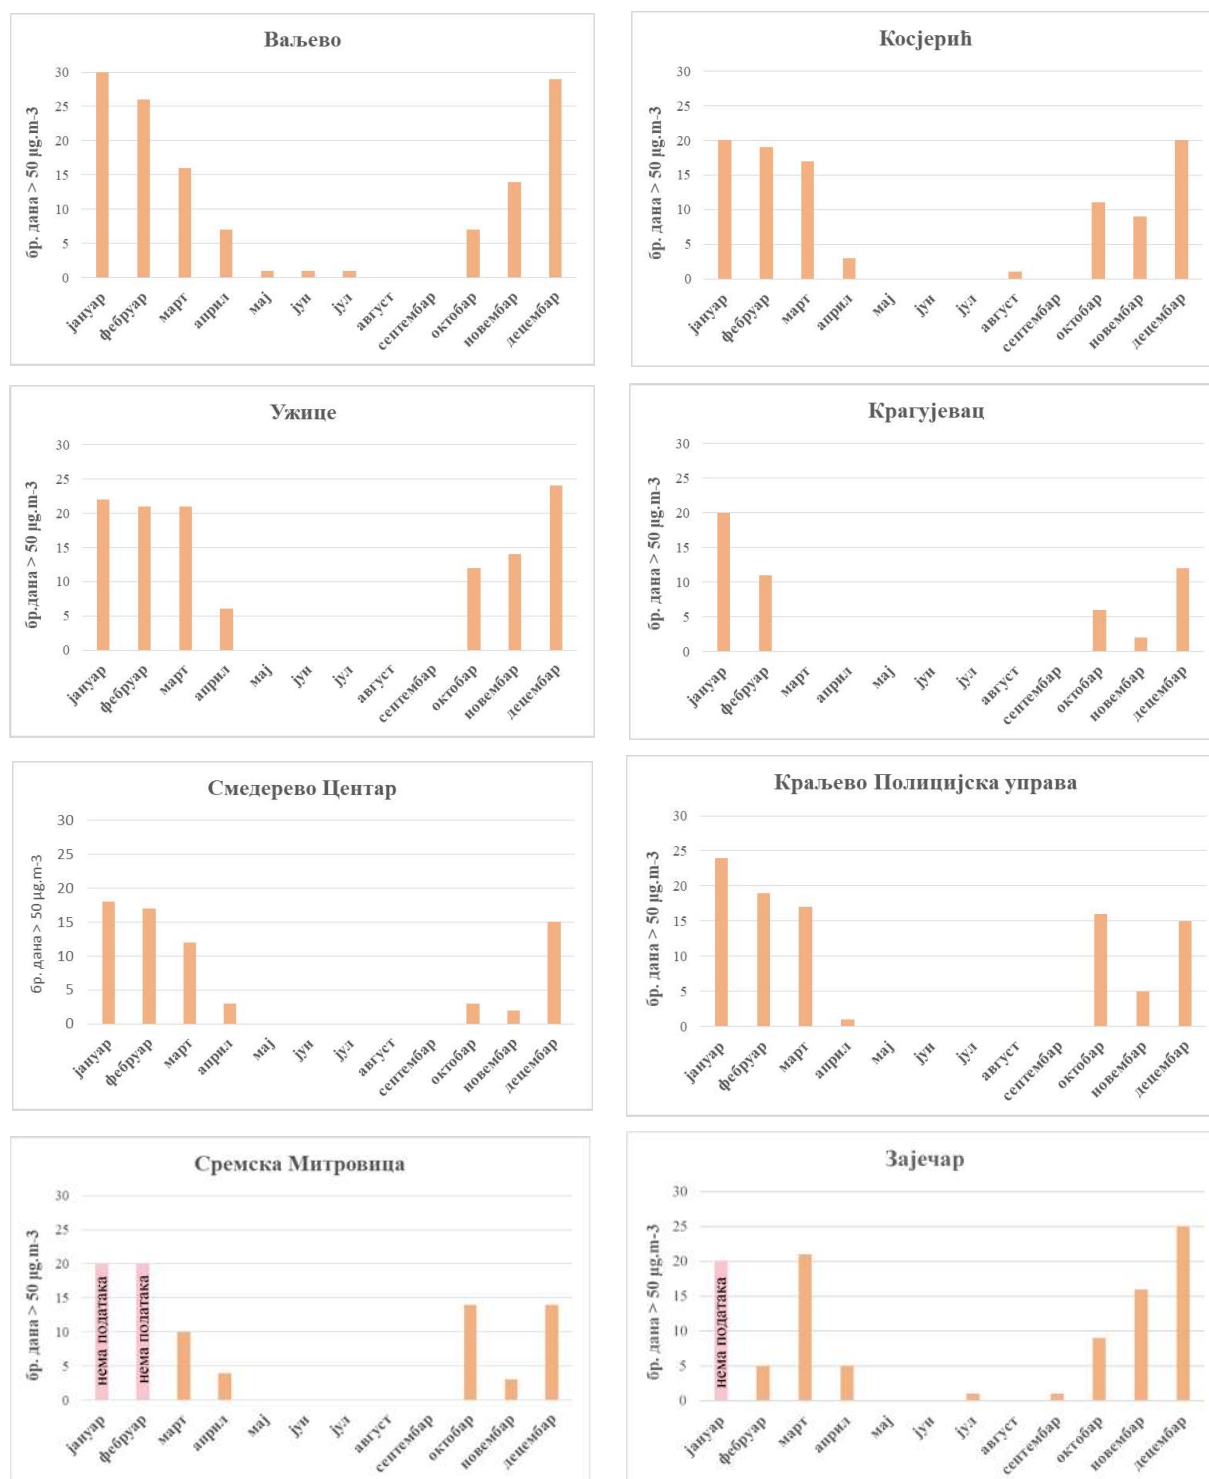 Ваљево
бр. дана > 50 µg.m-3
30
25
20
15
10
5
0
јануар
фебруар
март
април
мај
јун
јул
август
септембар
октобар
новембар
децембар
Косјерић
бр. дана > 50 µg.m-3
30
25
20
15
10
5
0
јануар
фебруар
март
април
мај
јун
јул
август
септембар
октобар
новембар
децембар
Ужице
бр.дана > 50 µg.m-3
30
25
20
15
10
5
0
јануар
фебруар
март
април
мај
јун
јул
август
септембар
октобар
новембар
децембар
Крагујевац
бр. дана > 50 µg.m-3
30
25
20
15
10
5
0
јануар
фебруар
март
април
мај
јун
јул
август
септембар
октобар
новембар
децембар
Смедерево Центар
бр. дана > 50 µg.m-3
30
25
20
15
10
5
0
јануар
фебруар
март
април
мај
јун
јул
август
септембар
октобар
новембар
децембар
Краљево Полицијска управа
бр. дана > 50 µg.m-3
30
25
20
15
10
5
0
јануар
фебруар
март
април
мај
јун
јул
август
септембар
октобар
новембар
децембар
Сремска Митровица
бр. дана > 50 µg.m-3
30
25
20
15
10
5
0
нема података
нема података
јануар
фебруар
март
април
мај
јун
јул
август
септембар
октобар
новембар
децембар
Зајечар
бр. дана > 50 µg.m-3
30
25
20
15
10
5
0
нема података
јануар
фебруар
март
април
мај
јун
јул
август
септембар
октобар
новембар
децембар